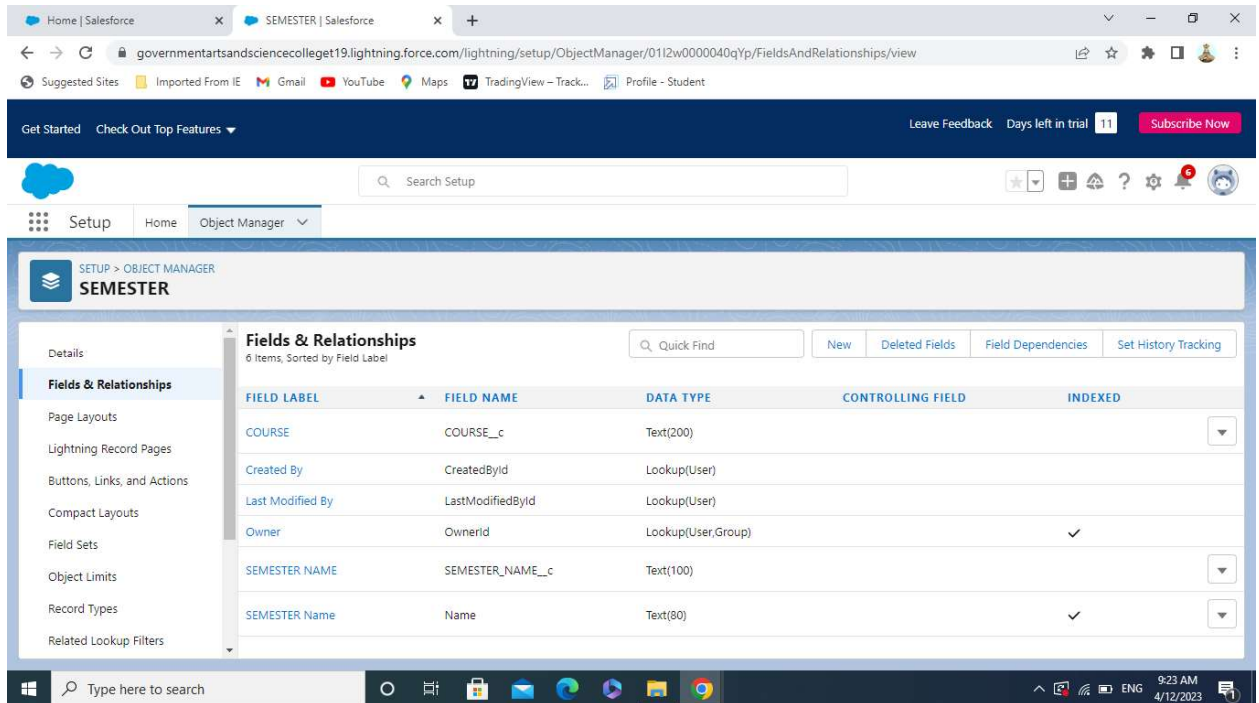 Home | Salesforce
SEMESTER | Salesforce
governmentartsandsciencecolleget19.lightning.force.com/lightning/setup/ObjectManager/01I2w0000040qYp/FieldsAndRelationships/view
Suggested Sites Imported From IE Gmail YouTube Maps TradingView – Track... Profile - Student
Get Started Check Out Top Features Leave Feedback Days left in trial 11 Subscribe Now
Search Setup 6
Setup Home Object Manager
SETUP > OBJECT MANAGER
SEMESTER
Details
Fields & Relationships
Page Layouts
Lightning Record Pages
Buttons, Links, and Actions
Compact Layouts
Field Sets
Object Limits
Record Types
Related Lookup Filters
Fields & Relationships
6 Items, Sorted by Field Label
Quick Find New Deleted Fields Field Dependencies Set History Tracking
FIELD LABEL FIELD NAME DATA TYPE CONTROLLING FIELD INDEXED
COURSE COURSE__c Text(200)
Created By CreatedById Lookup(User)
Last Modified By LastModifiedById Lookup(User)
Owner OwnerId Lookup(User,Group)
SEMESTER NAME SEMESTER_NAME__c Text(100)
SEMESTER Name Name Text(80)
Type here to search ENG 9:23 AM
4/12/2023 1